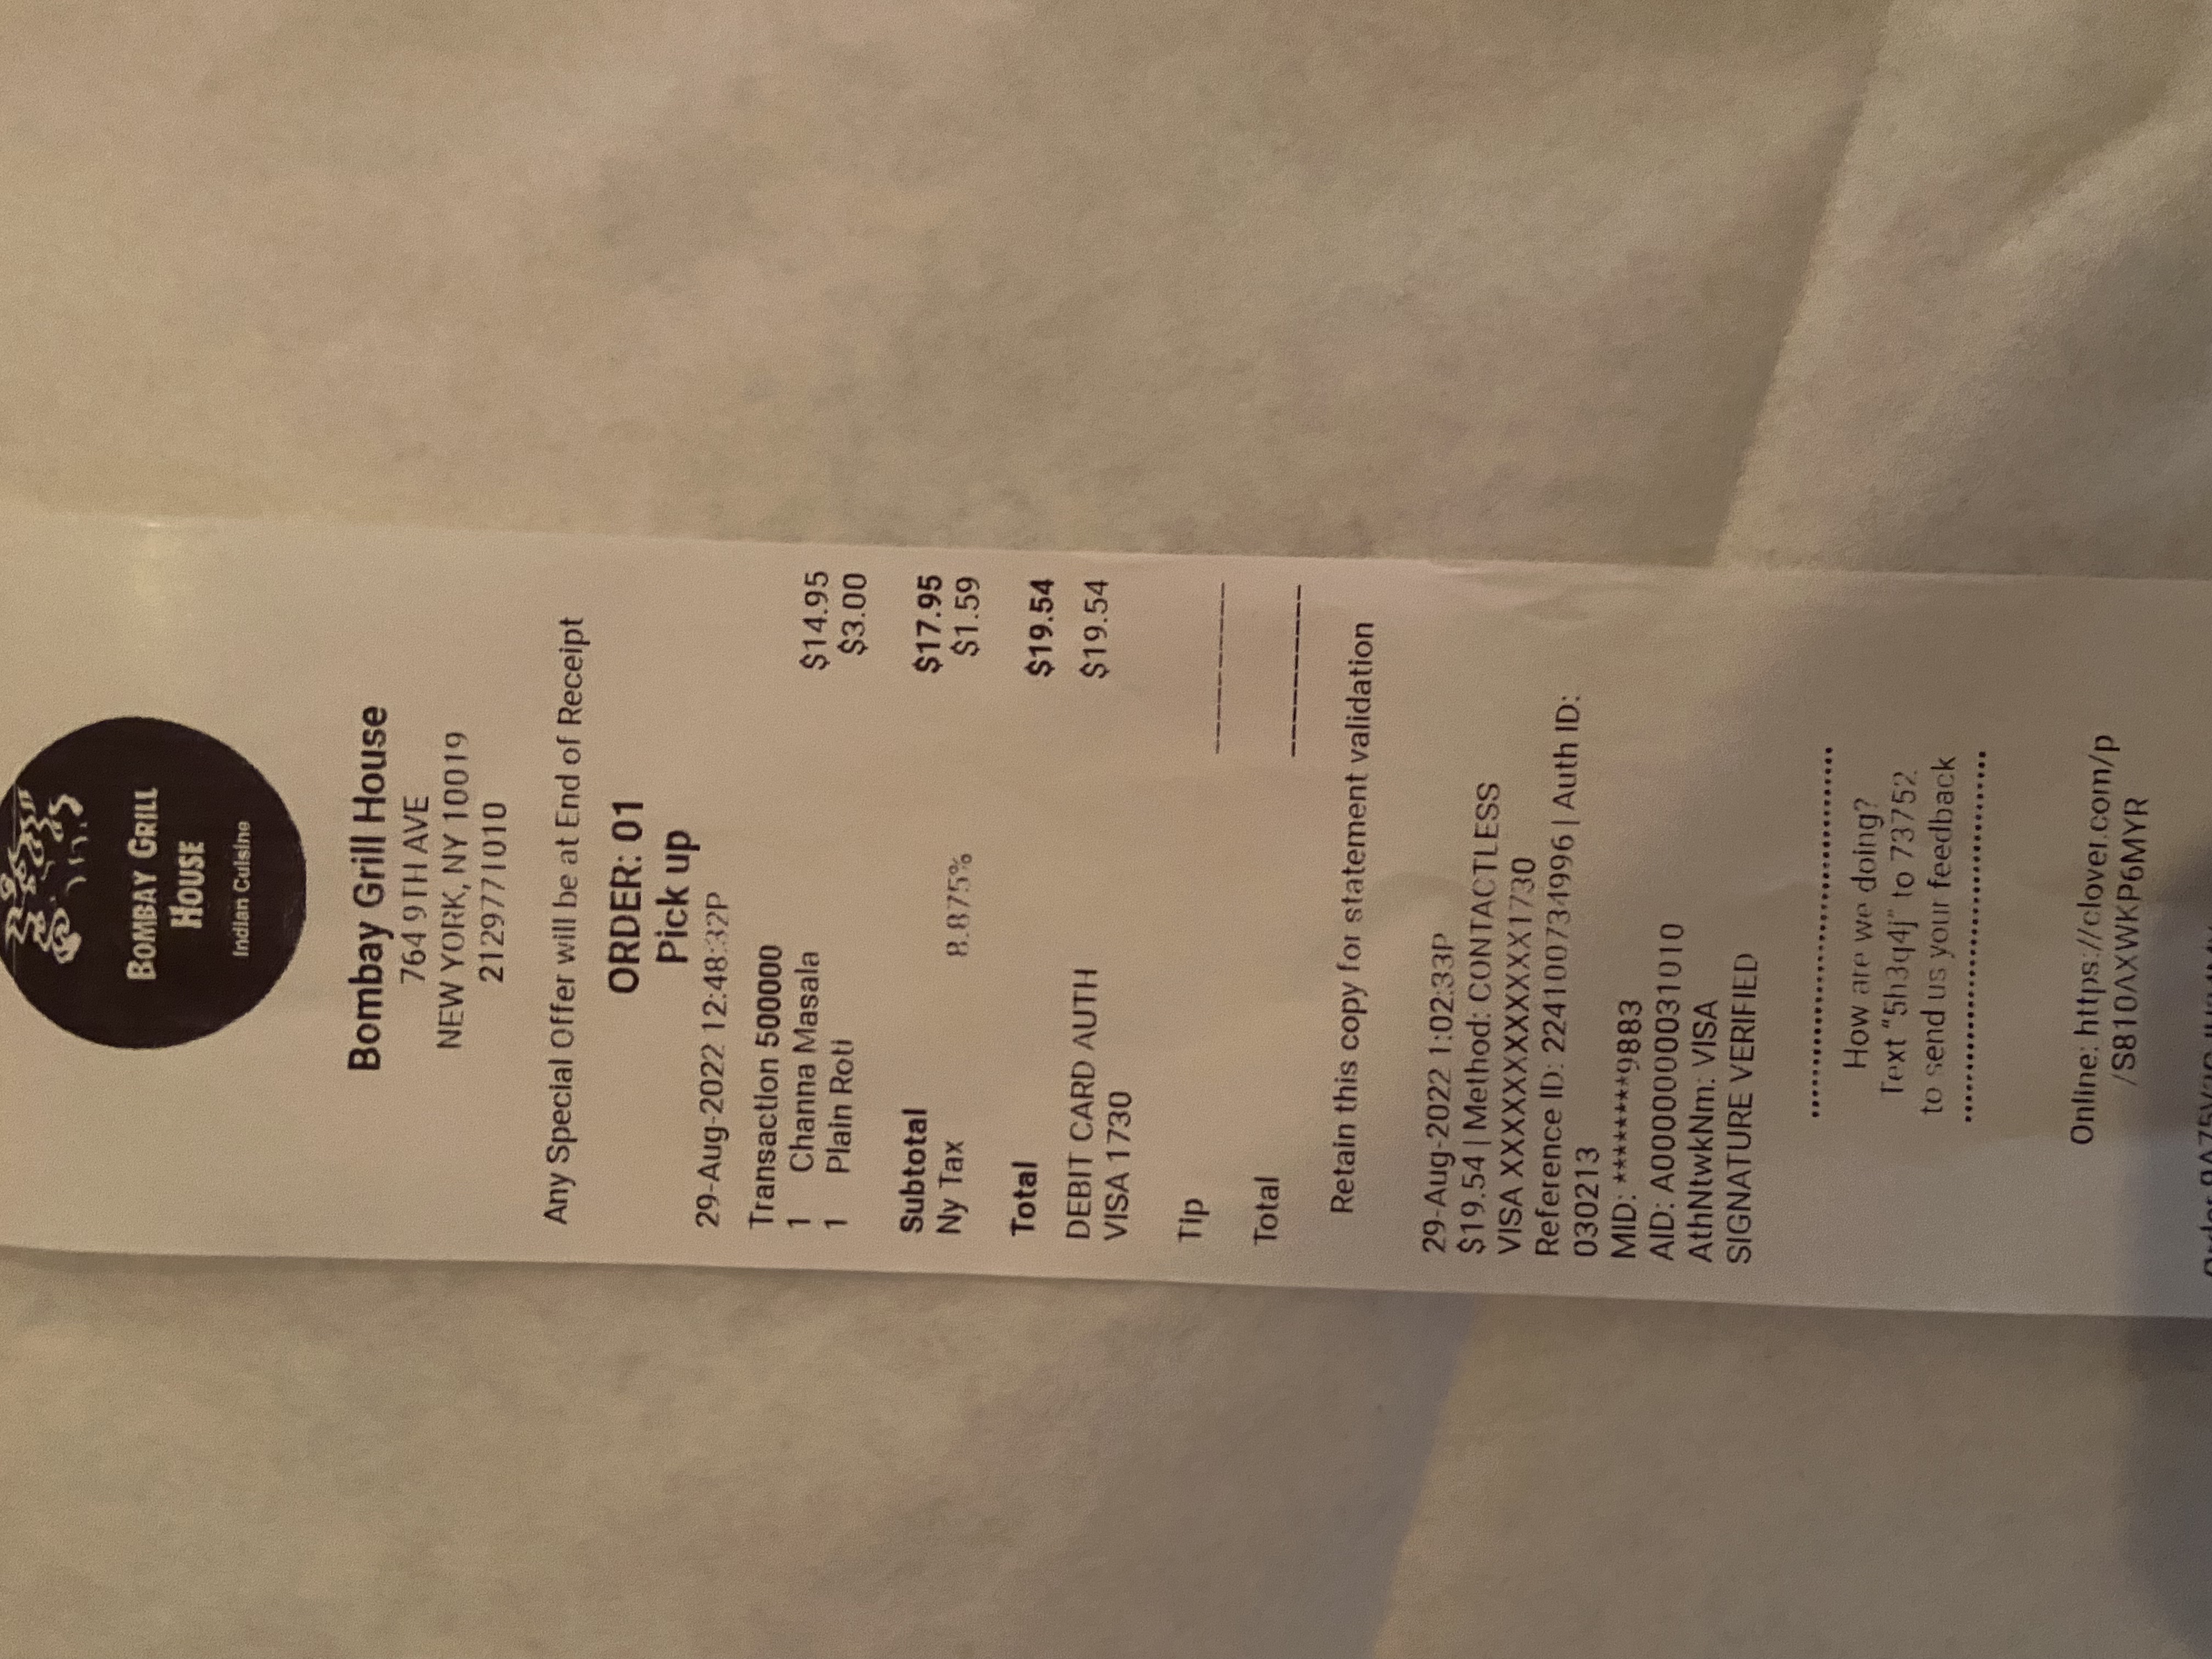 BOMBAY GRILL
HOUSE
Indian Cuisine
Bombay Grill House
764 9TH AVE
NEW YORK, NY 10019
2129771010
Any Special Offer will be at End of Receipt
ORDER: 01
Pick up
29-Aug-2022 12:48:32P
Transaction 500000
1 Channa Masala $14.95
1 Plain Roti $3.00
Subtotal $17.95
Ny Tax 8.875% $1.59
Total $19.54
DEBIT CARD AUTH $19.54
VISA 1730
Tip __________
Total __________
Retain this copy for statement validation
29-Aug-2022 1:02:33P
$19.54 | Method: CONTACTLESS
VISA XXXXXXXXXXXX1730
Reference ID: 224100734996 | Auth ID:
030213
MID: ********9883
AID: A0000000031010
AthNtwkNm: VISA
SIGNATURE VERIFIED
How are we doing?
Text “5h3q4j” to 73752
to send us your feedback
Online: https://clover.com/p
/S810AXWKP6MYR
Order